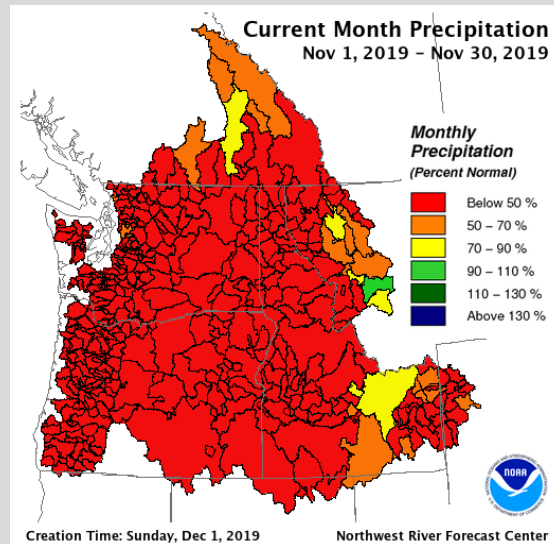 Current Month Precipitation
Nov 1, 2019 – Nov 30, 2019
Monthly
Precipitation
(Percent Normal)
Below 50 %
50 – 70 %
70 – 90 %
90 – 110 %
110 – 130 %
Above 130 %
NOAA
Creation Time: Sunday, Dec 1, 2019
Northwest River Forecast Center